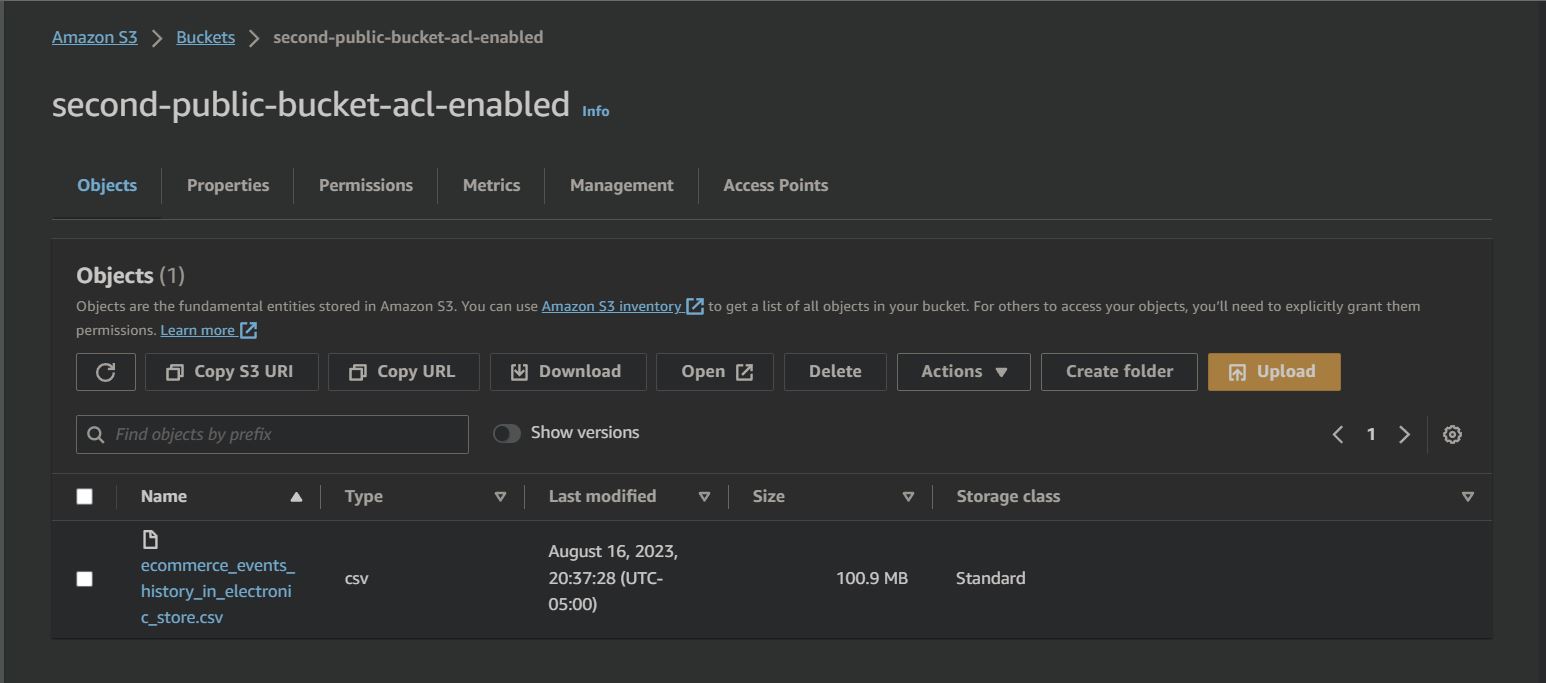 Amazon S3 > Buckets > second-public-bucket-acl-enabled
second-public-bucket-acl-enabled Info
Objects Properties Permissions Metrics Management Access Points
Objects (1)
Objects are the fundamental entities stored in Amazon S3. You can use Amazon S3 inventory to get a list of all objects in your bucket. For others to access your objects, you’ll need to explicitly grant them
permissions. Learn more
Copy S3 URI Copy URL Download Open Delete Actions Create folder Upload
Find objects by prefix Show versions 1
Name Type Last modified Size Storage class
ecommerce_events_
history_in_electroni
c_store.csv
csv
August 16, 2023,
20:37:28 (UTC-
05:00)
100.9 MB
Standard